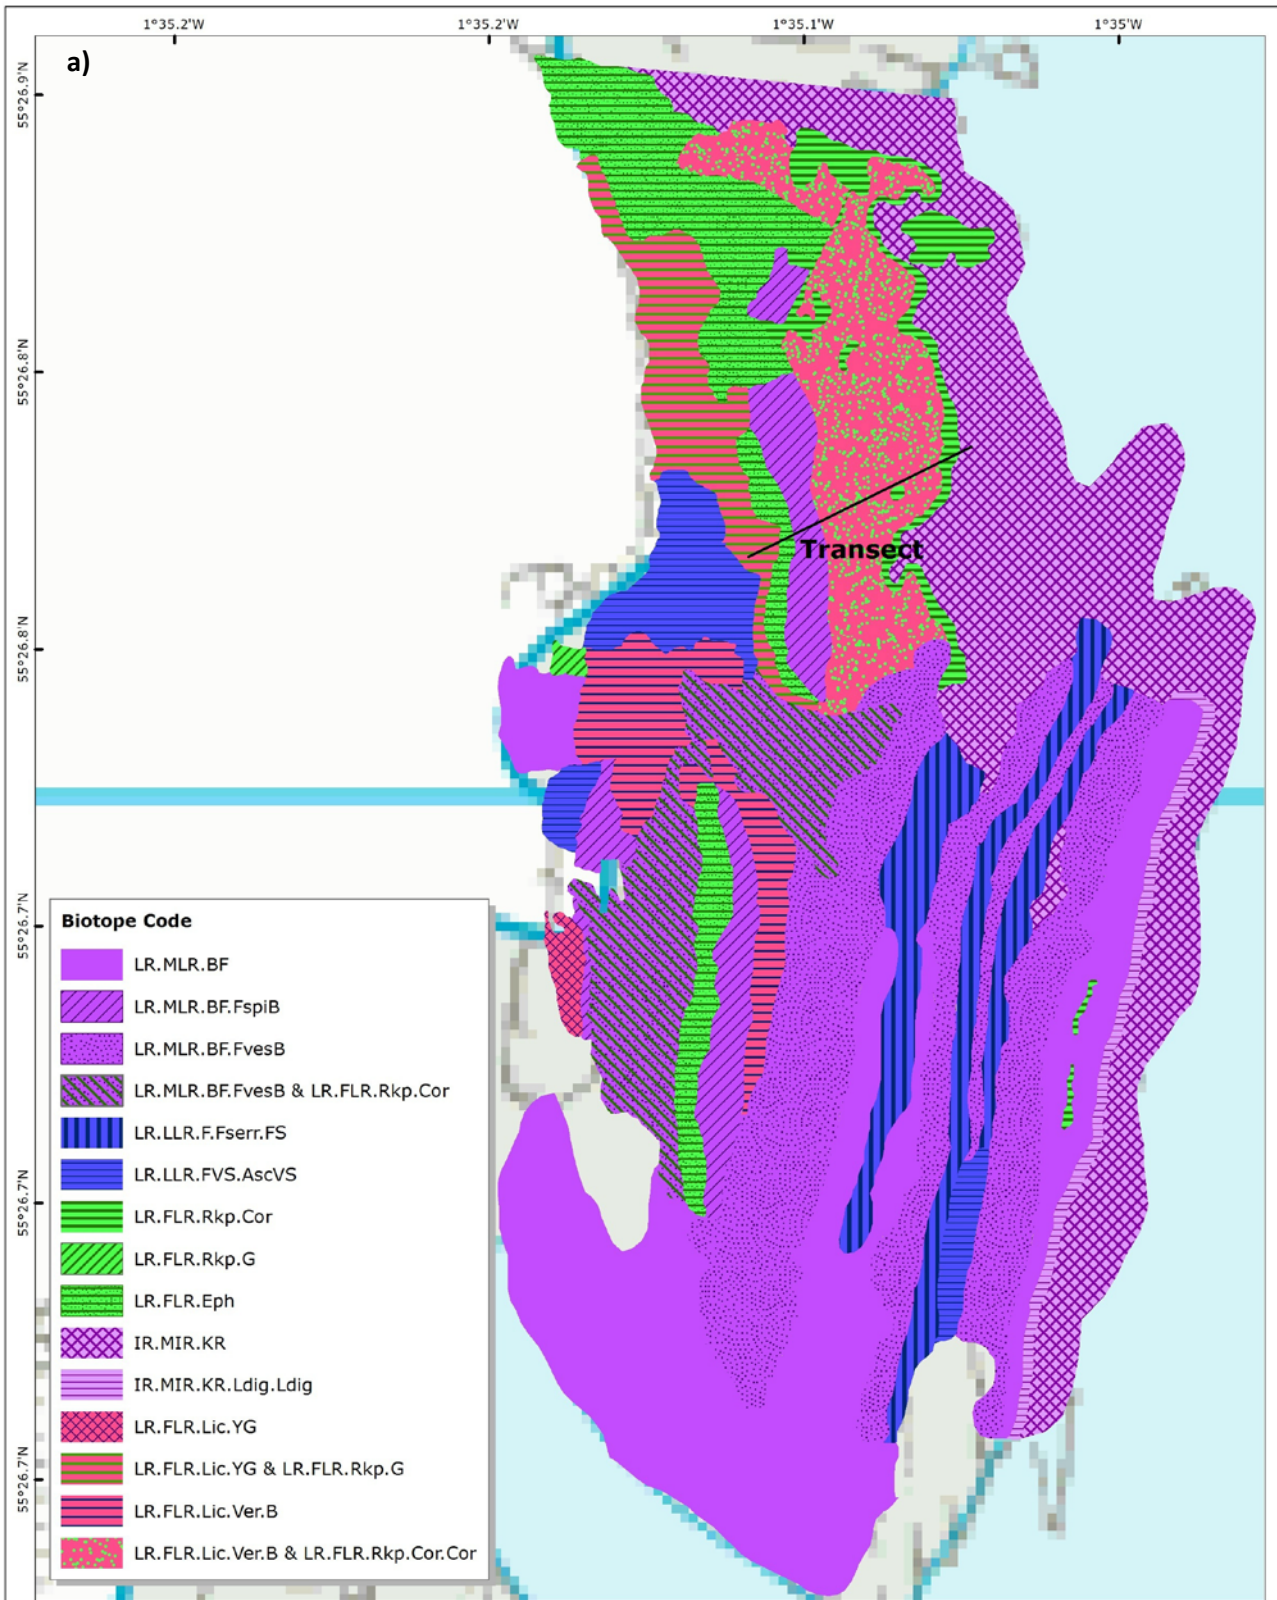 1°35.2'W 1°35.2'W 1°35.1'W 1°35'W
a)
55°26.9'N
55°26.8'N
Transect
55°26.8'N
55°26.7'N
55°26.7'N
55°26.7'N
Biotope Code
LR.MLR.BF
LR.MLR.BF.FspiB
LR.MLR.BF.FvesB
LR.MLR.BF.FvesB & LR.FLR.Rkp.Cor
LR.LLR.F.Fserr.FS
LR.LLR.FVS.AscVS
LR.FLR.Rkp.Cor
LR.FLR.Rkp.G
LR.FLR.Eph
IR.MIR.KR
IR.MIR.KR.Ldig.Ldig
LR.FLR.Lic.YG
LR.FLR.Lic.YG & LR.FLR.Rkp.G
LR.FLR.Lic.Ver.B
LR.FLR.Lic.Ver.B & LR.FLR.Rkp.Cor.Cor